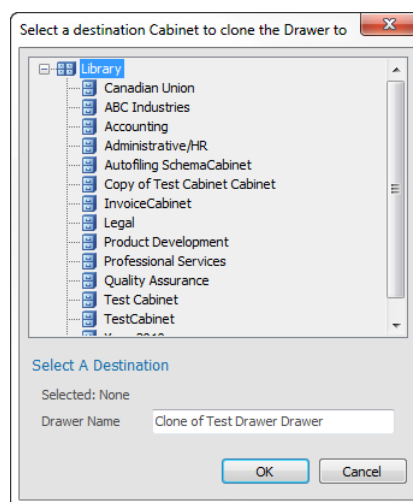 Select a destination Cabinet to clone the Drawer to
Library
Canadian Union
ABC Industries
Accounting
Administrative/HR
Autofiling SchemaCabinet
Copy of Test Cabinet Cabinet
InvoiceCabinet
Legal
Product Development
Professional Services
Quality Assurance
Test Cabinet
TestCabinet
Select A Destination
Selected: None
Drawer Name Clone of Test Drawer Drawer
OK Cancel